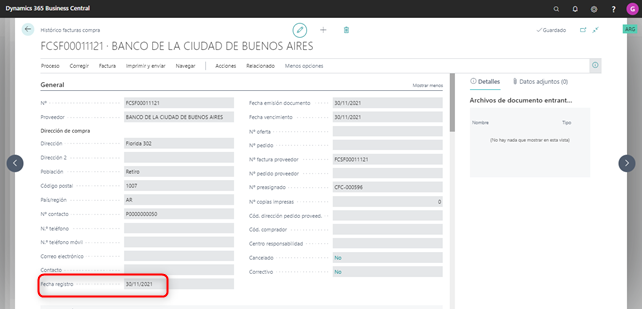 Dynamics 365 Business Central
G
Histórico facturas compra
Guardado
ARG
FCSF00011121 · BANCO DE LA CIUDAD DE BUENOS AIRES
Proceso Corregir Factura Imprimir y enviar Navegar Acciones Relacionado Menos opciones
General
Mostrar menos
Nº FCSF00011121
Proveedor BANCO DE LA CIUDAD DE BUENOS AIRES
Dirección de compra
Dirección Florida 302
Dirección 2
Población Retiro
Código postal 1007
País/región AR
Nº contacto P0000000050
N.º teléfono
N.º teléfono móvil
Correo electrónico
Contacto
Fecha registro 30/11/2021
Fecha emisión documento 30/11/2021
Fecha vencimiento 30/11/2021
Nº oferta
Nº pedido
Nº factura proveedor FCSF00011121
Nº pedido proveedor
Nº preasignado CFC-000596
Nº copias impresas 0
Cód. dirección pedido proveed.
Cód. comprador
Centro responsabilidad
Cancelado No
Correctivo No
Detalles Datos adjuntos (0)
Archivos de documento entrant...
Nombre Tipo
(No hay nada que mostrar en esta vista)